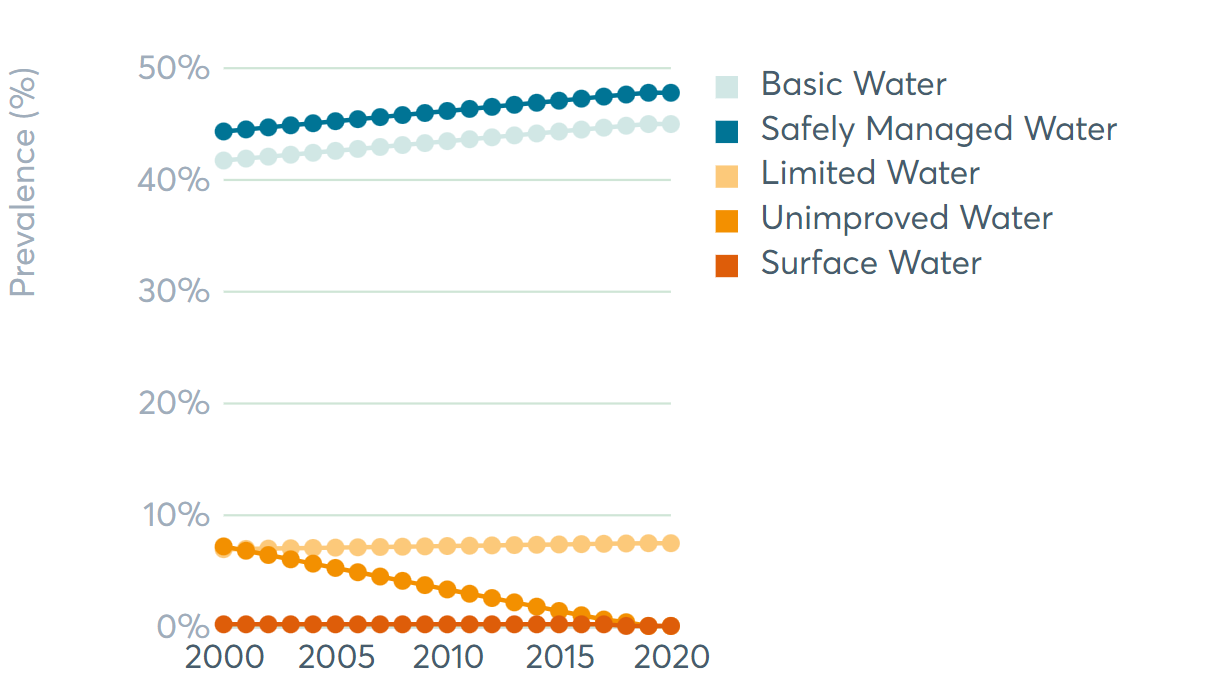 Prevalence (%)
50%
40%
30%
20%
10%
0%
2000 2005 2010 2015 2020
Basic Water
Safely Managed Water
Limited Water
Unimproved Water
Surface Water